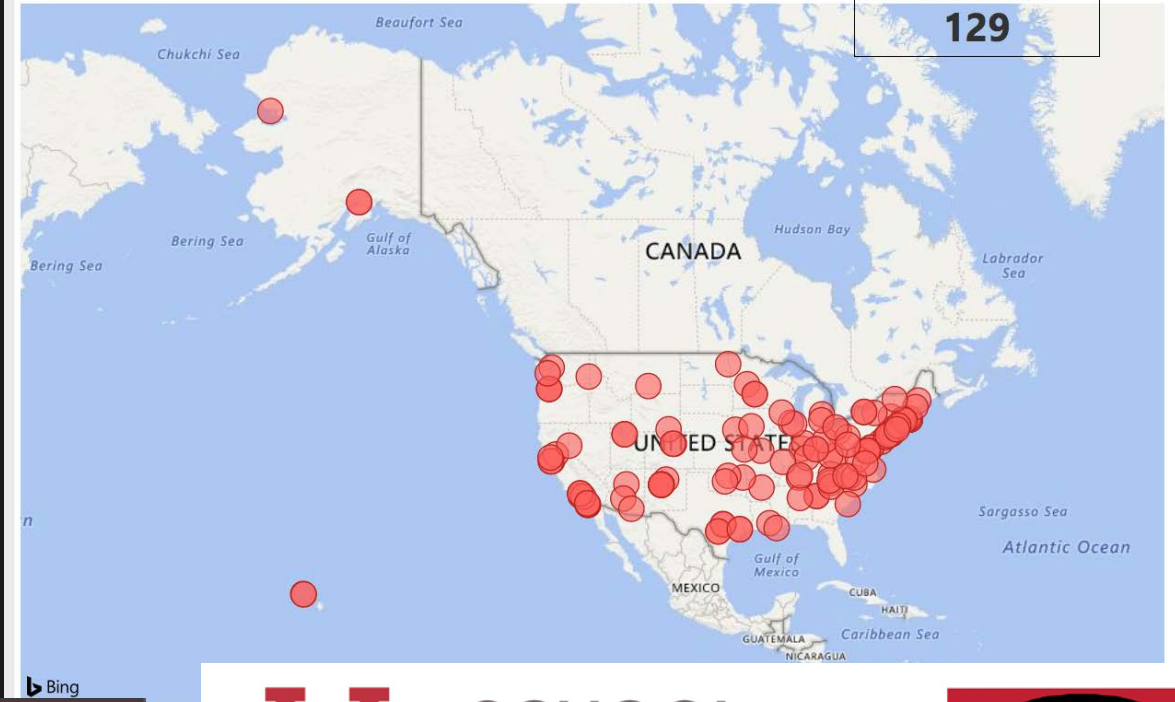 129
Beaufort Sea
Chukchi Sea
Bering Sea
Gulf of
Alaska
Bering Sea
CANADA
Hudson Bay
Labrador
Sea
UNITED STATE
Sargasso Sea
Atlantic Ocean
Gulf of
Mexico
MEXICO
CUBA
HAITI
GUATEMALA
Caribbean Sea
NICARAGUA
Bing